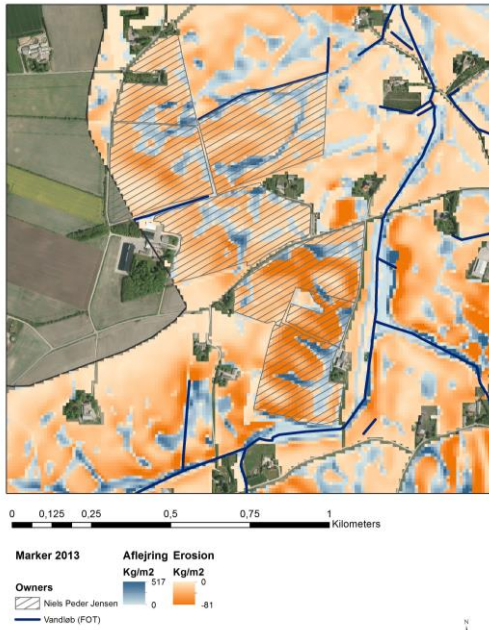 0 0,125 0,25 0,5 0,75 1
Kilometers
Marker 2013 Aflejring Erosion
Kg/m2 Kg/m2
Owners 517 0
Niels Peder Jensen 0 -81
Vandløb (FOT)
N